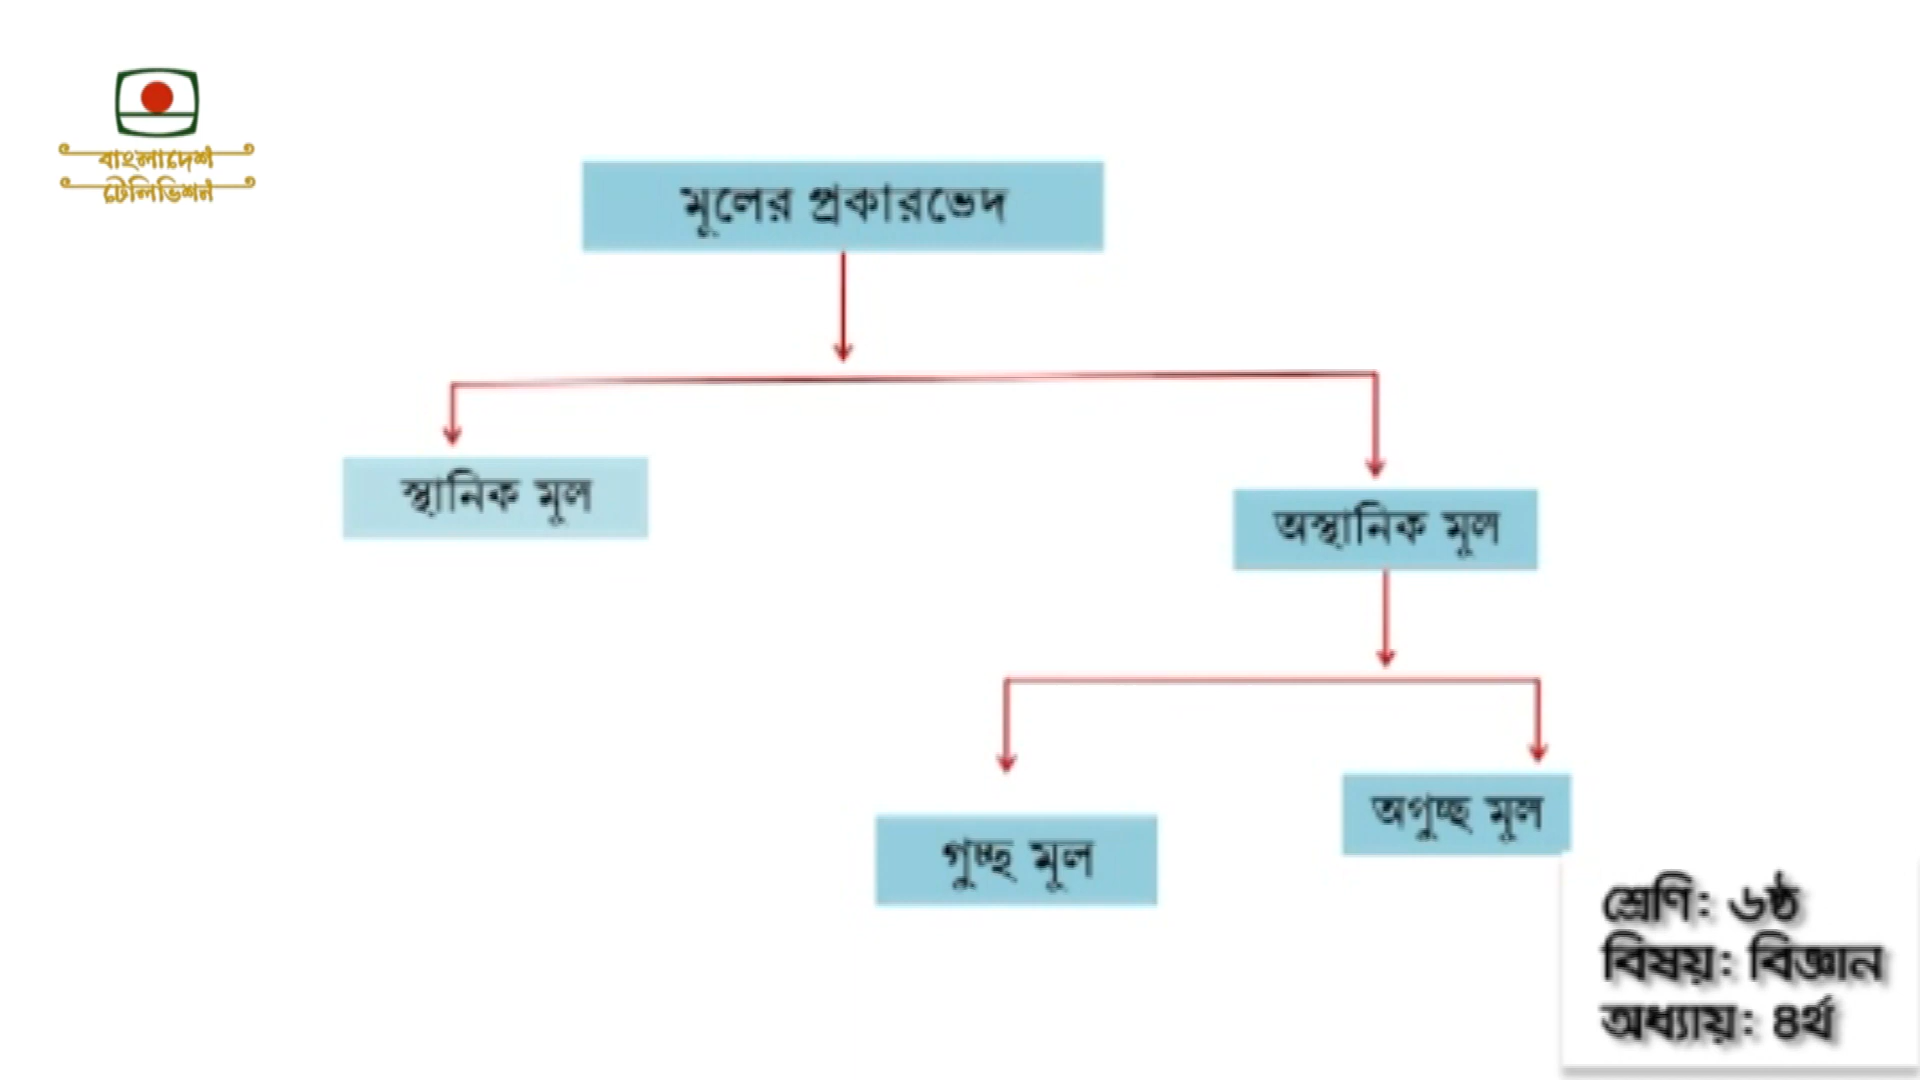 বাংলাদেশ
টেলিভিশন
মূলের প্রকারভেদ
স্থানিক মূল
অস্থানিক মূল
গুচ্ছ মূল
অগুচ্ছ মূল
শ্রেণি: ৬ষ্ঠ
বিষয়: বিজ্ঞান
অধ্যায়: ৪র্থ